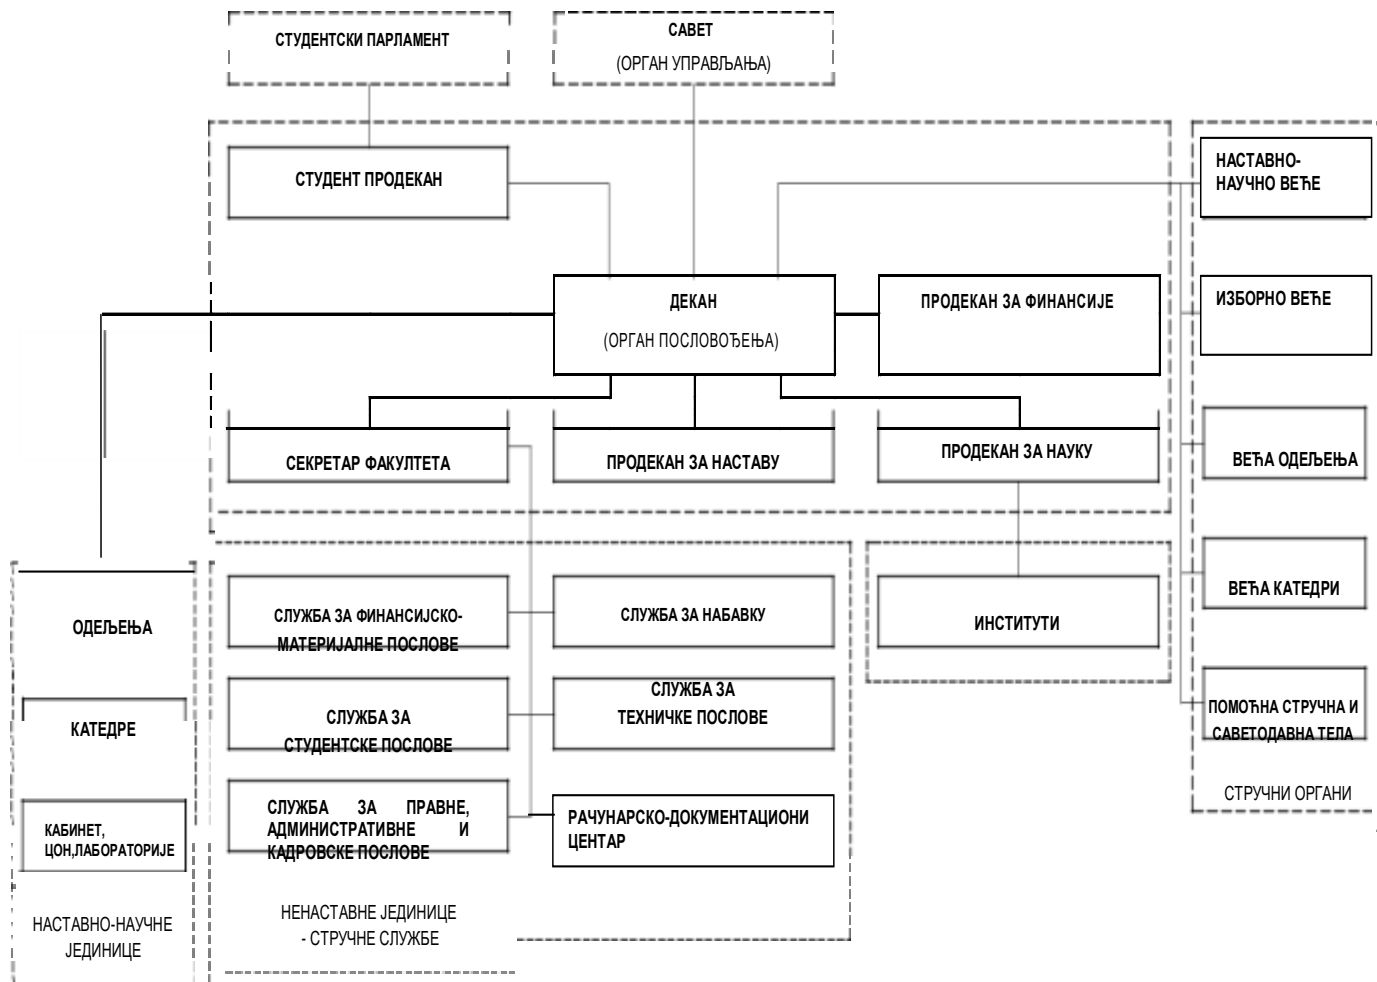 СТУДЕНТСКИ ПАРЛАМЕНТ
САВЕТ
(ОРГАН УПРАВЉАЊА)
СТУДЕНТ ПРОДЕКАН
НАСТАВНО-
НАУЧНО ВЕЋЕ
ДЕКАН
(ОРГАН ПОСЛОВОЂЕЊА)
ПРОДЕКАН ЗА ФИНАНСИЈЕ
ИЗБОРНО ВЕЋЕ
СЕКРЕТАР ФАКУЛТЕТА
ПРОДЕКАН ЗА НАСТАВУ
ПРОДЕКАН ЗА НАУКУ
ВЕЋА ОДЕЉЕЊА
ОДЕЉЕЊА
СЛУЖБА ЗА ФИНАНСИЈСКО-
МАТЕРИЈАЛНЕ ПОСЛОВЕ
СЛУЖБА ЗА НАБАВКУ
ИНСТИТУТИ
ВЕЋА КАТЕДРИ
КАТЕДРЕ
СЛУЖБА ЗА
СТУДЕНТСКЕ ПОСЛОВЕ
СЛУЖБА ЗА
ТЕХНИЧКЕ ПОСЛОВЕ
ПОМОЋНА СТРУЧНА И
САВЕТОДАВНА ТЕЛА
СТРУЧНИ ОРГАНИ
КАБИНЕТ,
ЦОН,ЛАБОРАТОРИЈЕ
СЛУЖБА ЗА ПРАВНЕ,
АДМИНИСТРАТИВНЕ И
КАДРОВСКЕ ПОСЛОВЕ
РАЧУНАРСКО-ДОКУМЕНТАЦИОНИ
ЦЕНТАР
НАСТАВНО-НАУЧНЕ
ЈЕДИНИЦЕ
НЕНАСТАВНЕ ЈЕДИНИЦЕ
- СТРУЧНЕ СЛУЖБЕ